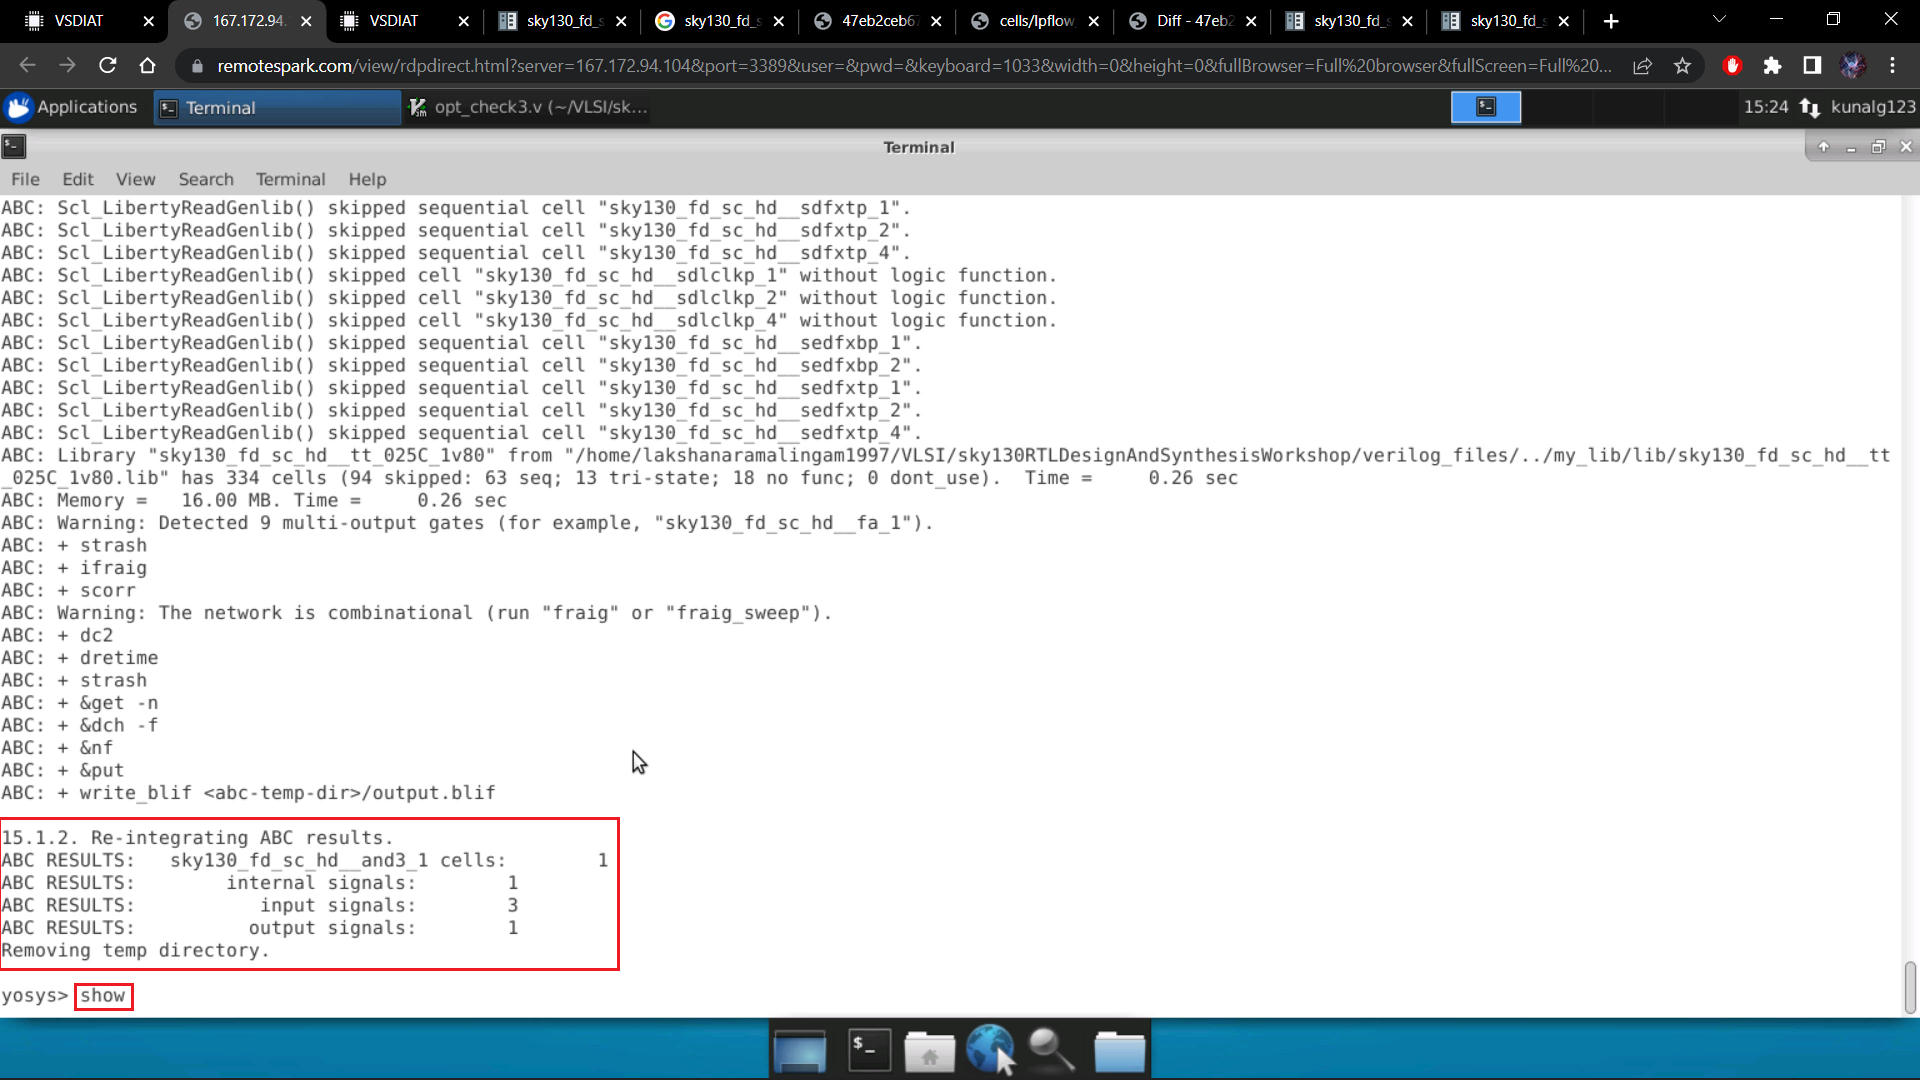 VSDIAT
167.172.94.
VSDIAT
sky130_fd_s
sky130_fd_s
47eb2ceb67
cells/lpflow
Diff - 47eb2
sky130_fd_s
sky130_fd_s
remotespark.com/view/rdpdirect.html?server=167.172.94.104&port=3389&user=&pwd=&keyboard=1033&width=0&height=0&fullBrowser=Full%20browser&fullScreen=Full%20...
Applications
Terminal
opt_check3.v (~/VLSI/sk...
15:24
kunalg123
Terminal
File Edit View Search Terminal Help
ABC: Scl_LibertyReadGenlib() skipped sequential cell "sky130_fd_sc_hd__sdfxtp_1".
ABC: Scl_LibertyReadGenlib() skipped sequential cell "sky130_fd_sc_hd__sdfxtp_2".
ABC: Scl_LibertyReadGenlib() skipped sequential cell "sky130_fd_sc_hd__sdfxtp_4".
ABC: Scl_LibertyReadGenlib() skipped cell "sky130_fd_sc_hd__sdlclkp_1" without logic function.
ABC: Scl_LibertyReadGenlib() skipped cell "sky130_fd_sc_hd__sdlclkp_2" without logic function.
ABC: Scl_LibertyReadGenlib() skipped cell "sky130_fd_sc_hd__sdlclkp_4" without logic function.
ABC: Scl_LibertyReadGenlib() skipped sequential cell "sky130_fd_sc_hd__sedfxbp_1".
ABC: Scl_LibertyReadGenlib() skipped sequential cell "sky130_fd_sc_hd__sedfxbp_2".
ABC: Scl_LibertyReadGenlib() skipped sequential cell "sky130_fd_sc_hd__sedfxtp_1".
ABC: Scl_LibertyReadGenlib() skipped sequential cell "sky130_fd_sc_hd__sedfxtp_2".
ABC: Scl_LibertyReadGenlib() skipped sequential cell "sky130_fd_sc_hd__sedfxtp_4".
ABC: Library "sky130_fd_sc_hd__tt_025C_1v80" from "/home/lakshanaramalingam1997/VLSI/sky130RTLDesignAndSynthesisWorkshop/verilog_files/../my_lib/lib/sky130_fd_sc_hd__tt
_025C_1v80.lib" has 334 cells (94 skipped: 63 seq; 13 tri-state; 18 no func; 0 dont_use). Time = 0.26 sec
ABC: Memory = 16.00 MB. Time = 0.26 sec
ABC: Warning: Detected 9 multi-output gates (for example, "sky130_fd_sc_hd__fa_1").
ABC: + strash
ABC: + ifraig
ABC: + scorr
ABC: Warning: The network is combinational (run "fraig" or "fraig_sweep").
ABC: + dc2
ABC: + dretime
ABC: + strash
ABC: + &get -n
ABC: + &dch -f
ABC: + &nf
ABC: + &put
ABC: + write_blif <abc-temp-dir>/output.blif
15.1.2. Re-integrating ABC results.
ABC RESULTS: sky130_fd_sc_hd__and3_1 cells: 1
ABC RESULTS: internal signals: 1
ABC RESULTS: input signals: 3
ABC RESULTS: output signals: 1
Removing temp directory.
yosys> show